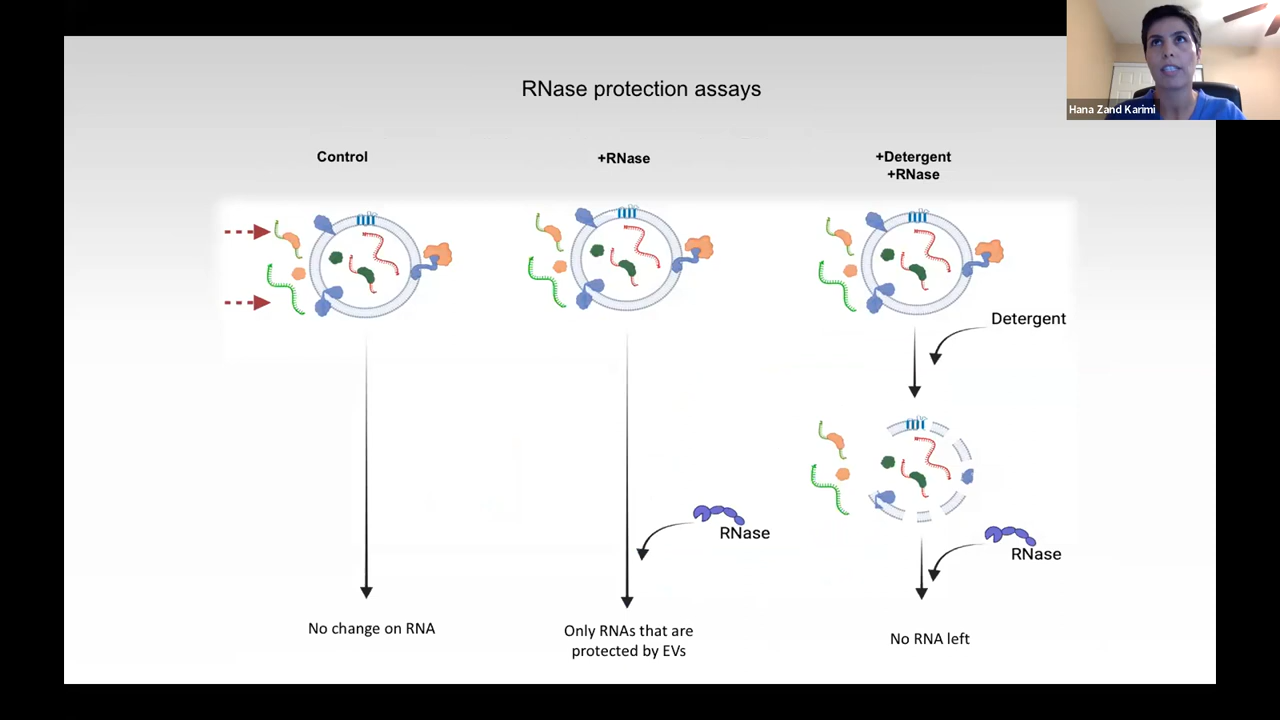 Hana Zand Karimi
RNase protection assays
Control
+RNase
+Detergent
+RNase
Detergent
RNase
RNase
No change on RNA
Only RNAs that are
protected by EVs
No RNA left